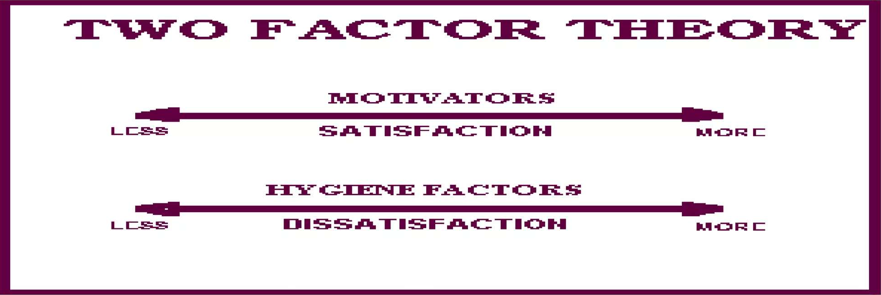 TWO FACTOR THEORY
MOTIVATORS
LESS SATISFACTION MORE
HYGIENE FACTORS
LESS DISSATISFACTION MORE